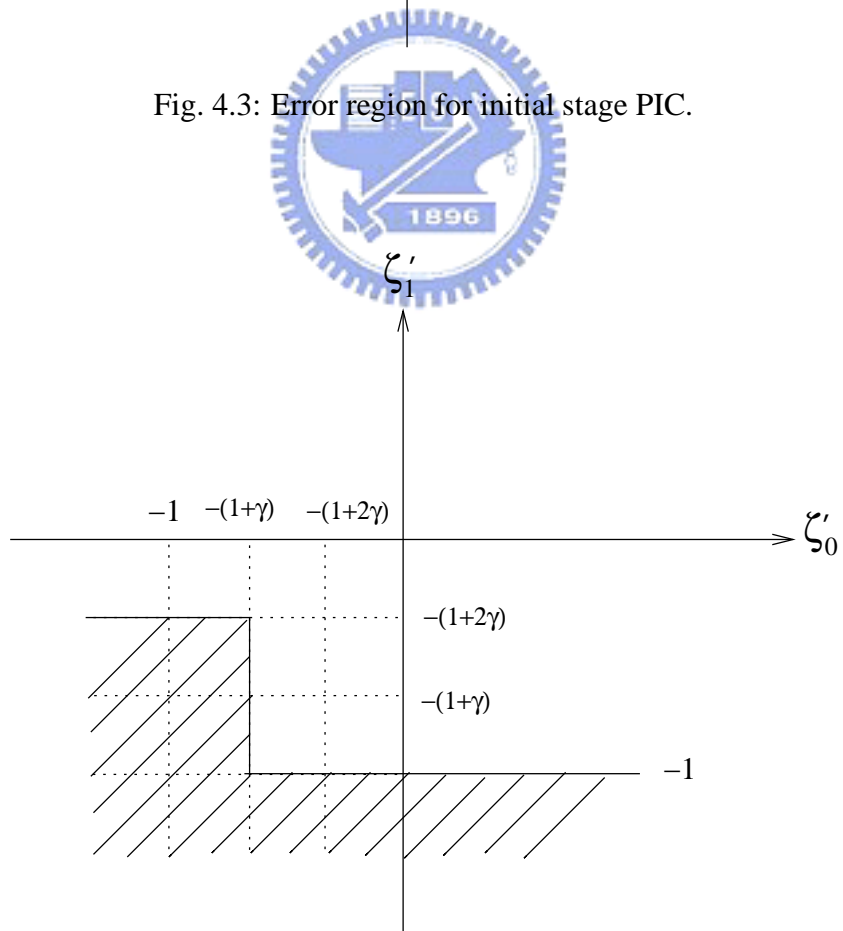 Fig. 4.3: Error region for initial stage PIC.
1896
ζ′₁
−1 −(1+γ) −(1+2γ)
ζ′₀
−(1+2γ)
−(1+γ)
−1